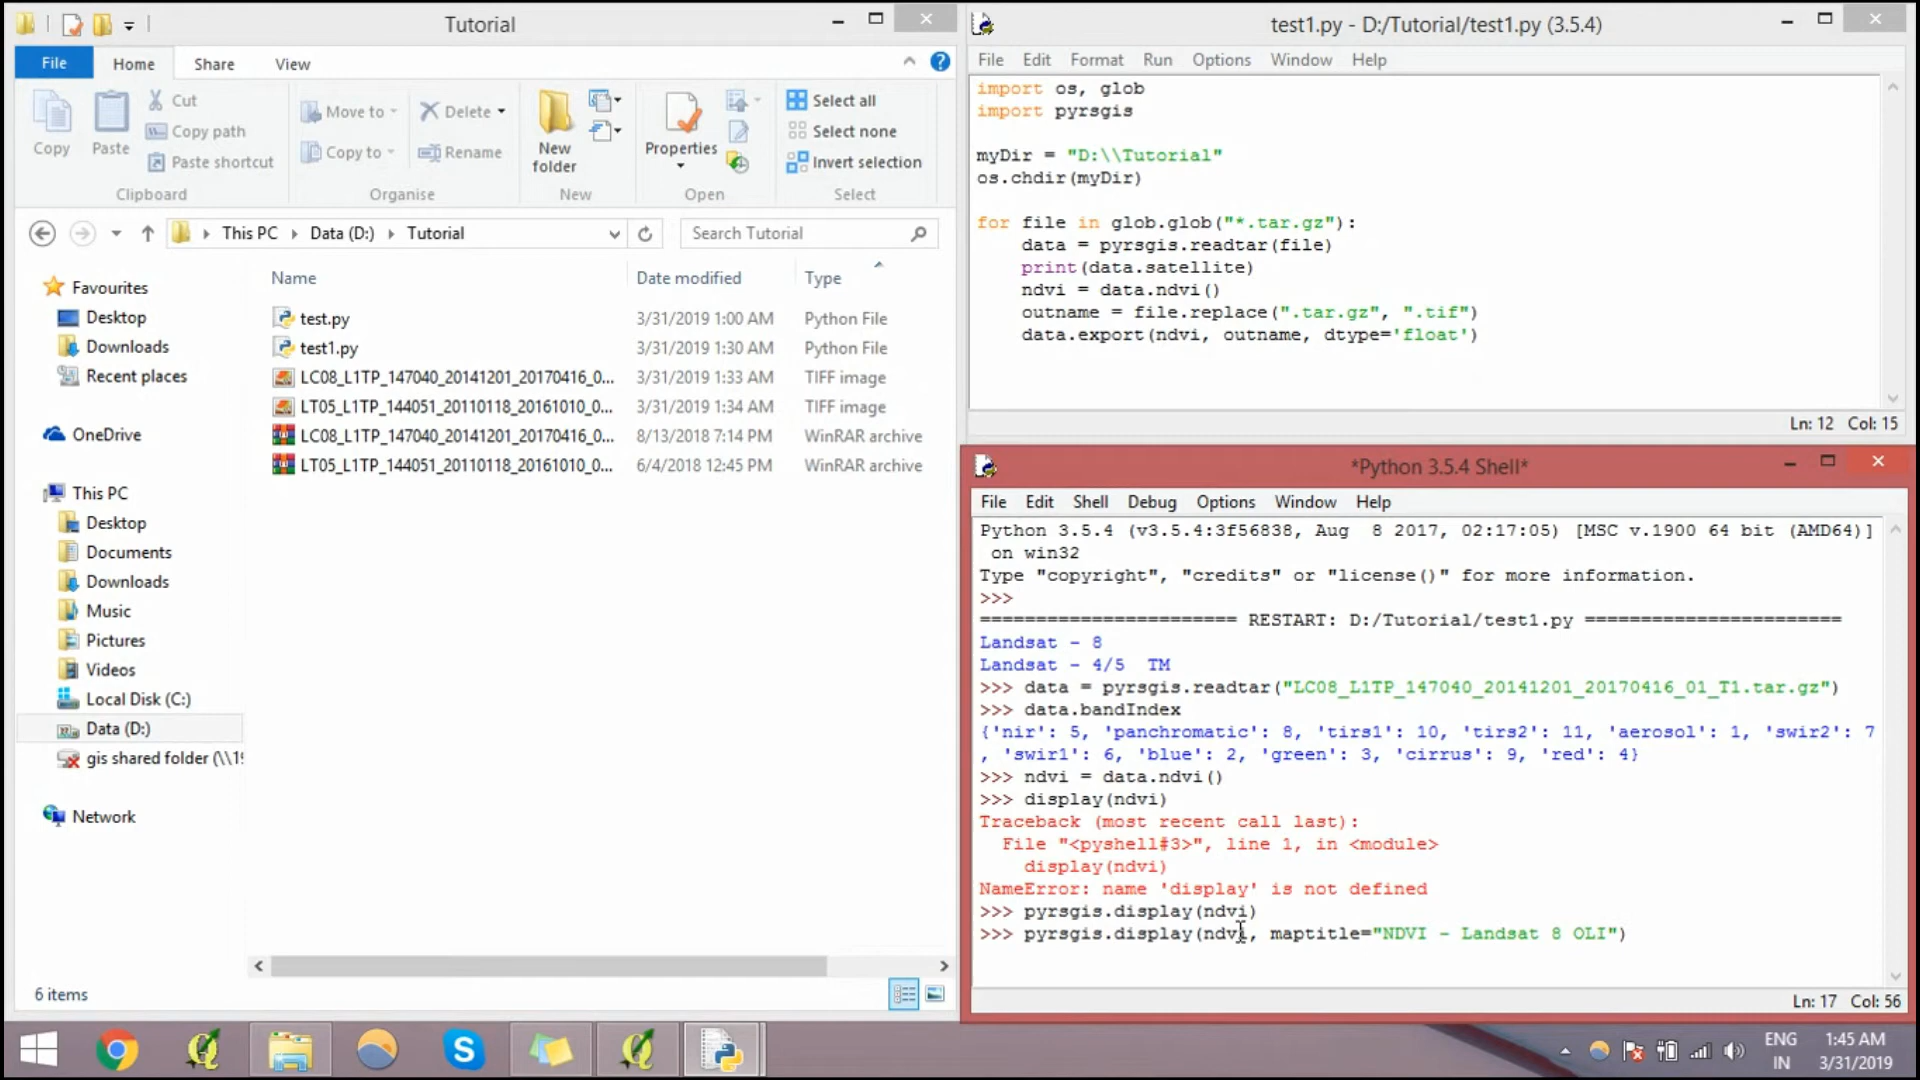 Tutorial
File Home Share View
Copy
Paste
Cut
Copy path
Paste shortcut
Clipboard
Move to
Copy to
Delete
Rename
Organise
New folder
New
Properties
Open
Select all
Select none
Invert selection
Select
This PC Data (D:) Tutorial
Search Tutorial
Name Date modified Type
test.py 3/31/2019 1:00 AM Python File
test1.py 3/31/2019 1:30 AM Python File
LC08_L1TP_147040_20141201_20170416_0... 3/31/2019 1:33 AM TIFF image
LT05_L1TP_144051_20110118_20161010_0... 3/31/2019 1:34 AM TIFF image
LC08_L1TP_147040_20141201_20170416_0... 8/13/2018 7:14 PM WinRAR archive
LT05_L1TP_144051_20110118_20161010_0... 6/4/2018 12:45 PM WinRAR archive
Favourites
Desktop
Downloads
Recent places
OneDrive
This PC
Desktop
Documents
Downloads
Music
Pictures
Videos
Local Disk (C:)
Data (D:)
gis shared folder (\\19
Network
6 items
test1.py - D:/Tutorial/test1.py (3.5.4)
File Edit Format Run Options Window Help
import os, glob
import pyrsgis
myDir = "D:\\Tutorial"
os.chdir(myDir)
for file in glob.glob("*.tar.gz"):
    data = pyrsgis.readtar(file)
    print(data.satellite)
    ndvi = data.ndvi()
    outname = file.replace(".tar.gz", ".tif")
    data.export(ndvi, outname, dtype='float')
Ln: 12 Col: 15
*Python 3.5.4 Shell*
File Edit Shell Debug Options Window Help
Python 3.5.4 (v3.5.4:3f56838, Aug  8 2017, 02:17:05) [MSC v.1900 64 bit (AMD64)]
 on win32
Type "copyright", "credits" or "license()" for more information.
>>>
======================= RESTART: D:/Tutorial/test1.py =======================
Landsat - 8
Landsat - 4/5  TM
>>> data = pyrsgis.readtar("LC08_L1TP_147040_20141201_20170416_01_T1.tar.gz")
>>> data.bandIndex
{'nir': 5, 'panchromatic': 8, 'tirs1': 10, 'tirs2': 11, 'aerosol': 1, 'swir2': 7
, 'swir1': 6, 'blue': 2, 'green': 3, 'cirrus': 9, 'red': 4}
>>> ndvi = data.ndvi()
>>> display(ndvi)
Traceback (most recent call last):
  File "<pyshell#3>", line 1, in <module>
    display(ndvi)
NameError: name 'display' is not defined
>>> pyrsgis.display(ndvi)
>>> pyrsgis.display(ndvi, maptitle="NDVI - Landsat 8 OLI")
Ln: 17 Col: 56
ENG
IN
1:45 AM
3/31/2019